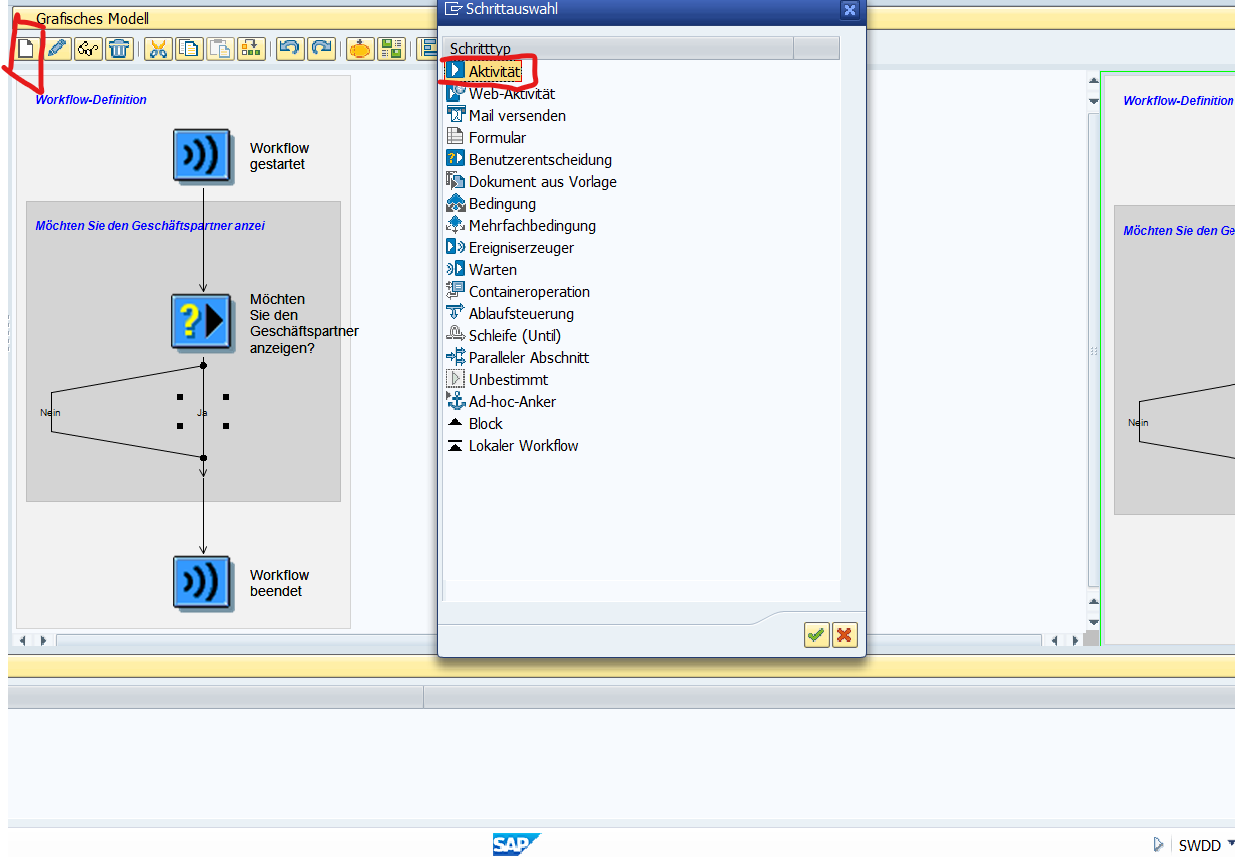 Grafisches Modell
Workflow-Definition
Workflow
gestartet
Möchten Sie den Geschäftspartner anzei
Möchten
Sie den
Geschäftspartner
anzeigen?
Nein
Ja
Workflow
beendet
Schrittauswahl
Schritttyp
Aktivität
Web-Aktivität
Mail versenden
Formular
Benutzerentscheidung
Dokument aus Vorlage
Bedingung
Mehrfachbedingung
Ereigniserzeuger
Warten
Containeroperation
Ablaufsteuerung
Schleife (Until)
Paralleler Abschnitt
Unbestimmt
Ad-hoc-Anker
Block
Lokaler Workflow
Workflow-Definition
Möchten Sie den Ge
Nein
SAP
SWDD